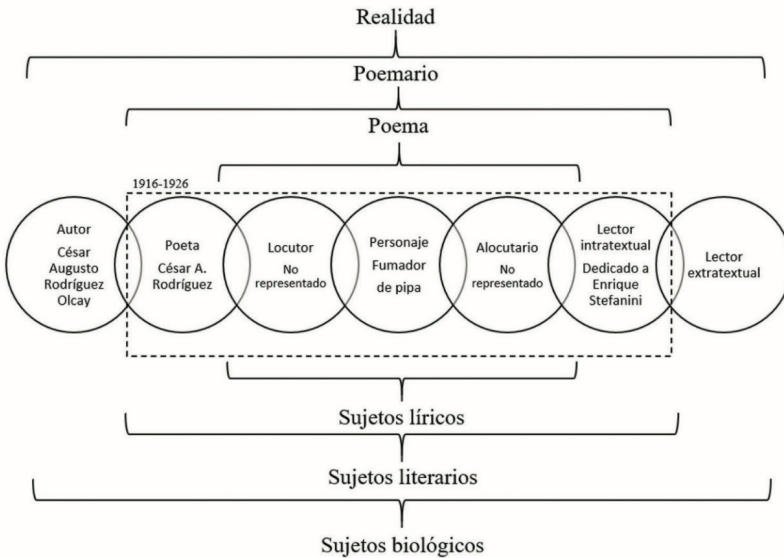 Realidad
Poemario
Poema
1916-1926
Autor
César
Augusto
Rodríguez
Olcay
Poeta
César A.
Rodríguez
Locutor
No
representado
Personaje
Fumador
de pipa
Alocutario
No
representado
Lector
intratextual
Dedicado a
Enrique
Stefanini
Lector
extratextual
Sujetos líricos
Sujetos literarios
Sujetos biológicos